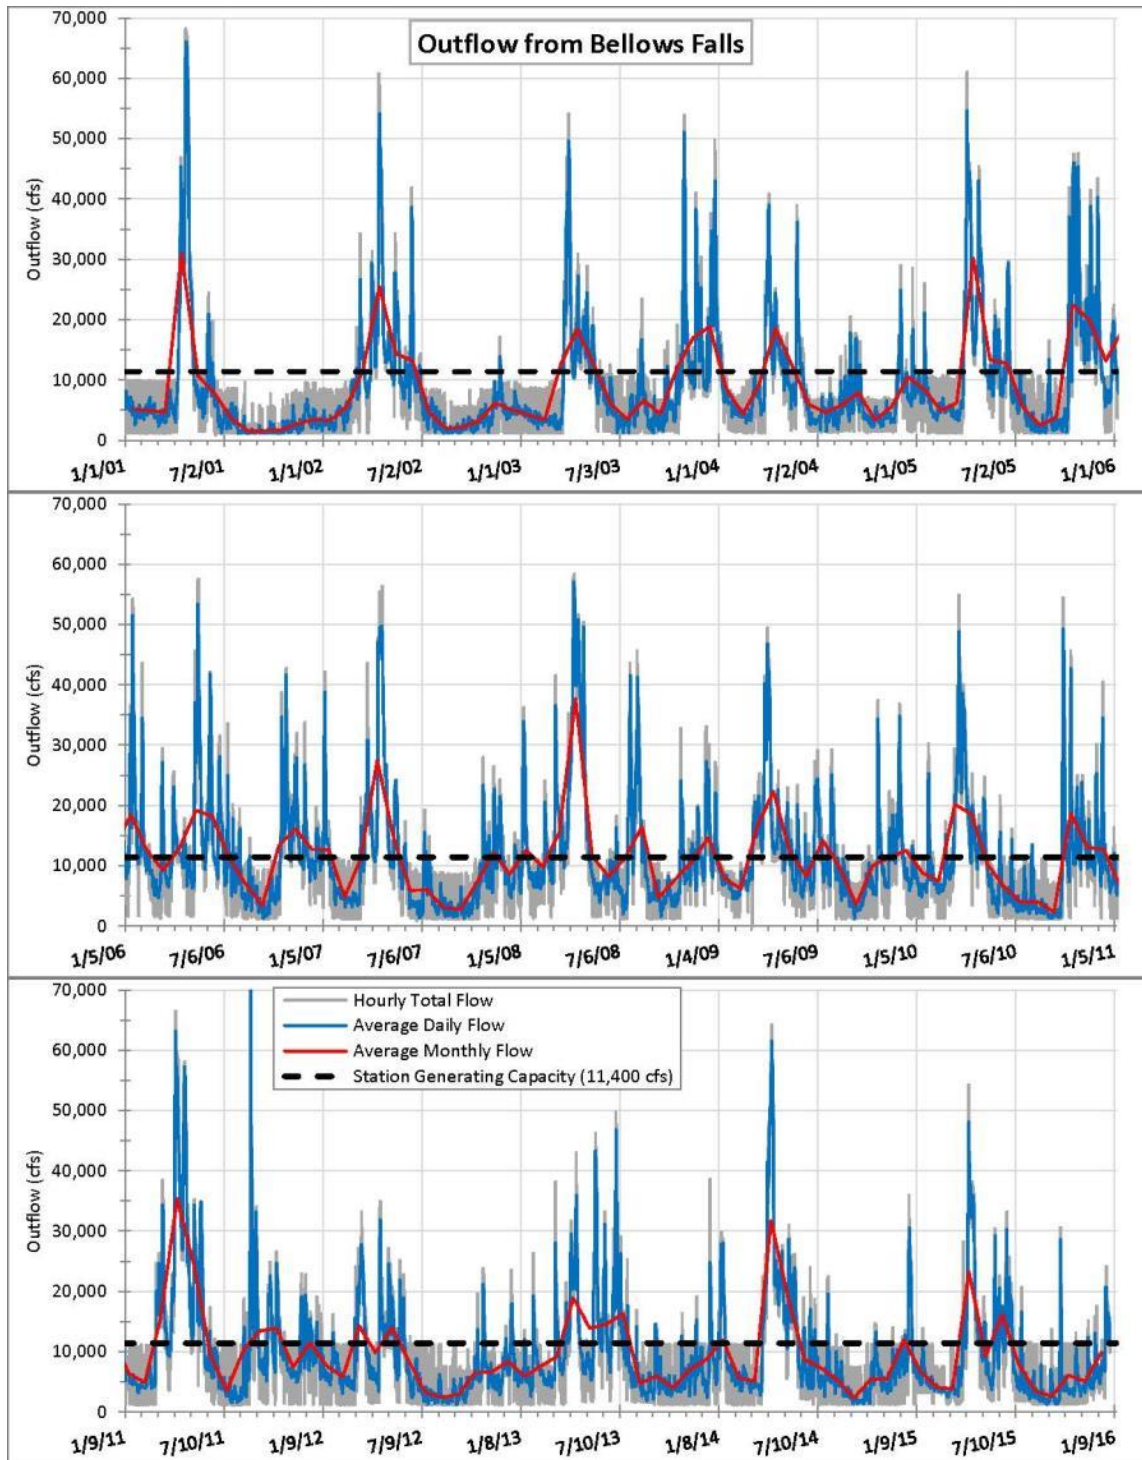 Outflow from Bellows Falls
70,000
60,000
50,000
40,000
30,000
20,000
10,000
0
Outflow (cfs)
1/1/01 7/2/01 1/1/02 7/2/02 1/1/03 7/3/03 1/1/04 7/2/04 1/1/05 7/2/05 1/1/06
70,000
60,000
50,000
40,000
30,000
20,000
10,000
0
Outflow (cfs)
1/5/06 7/6/06 1/5/07 7/6/07 1/5/08 7/6/08 1/4/09 7/6/09 1/5/10 7/6/10 1/5/11
70,000
60,000
50,000
40,000
30,000
20,000
10,000
0
Outflow (cfs)
Hourly Total Flow
Average Daily Flow
Average Monthly Flow
Station Generating Capacity (11,400 cfs)
1/9/11 7/10/11 1/9/12 7/9/12 1/8/13 7/10/13 1/8/14 7/10/14 1/9/15 7/10/15 1/9/16